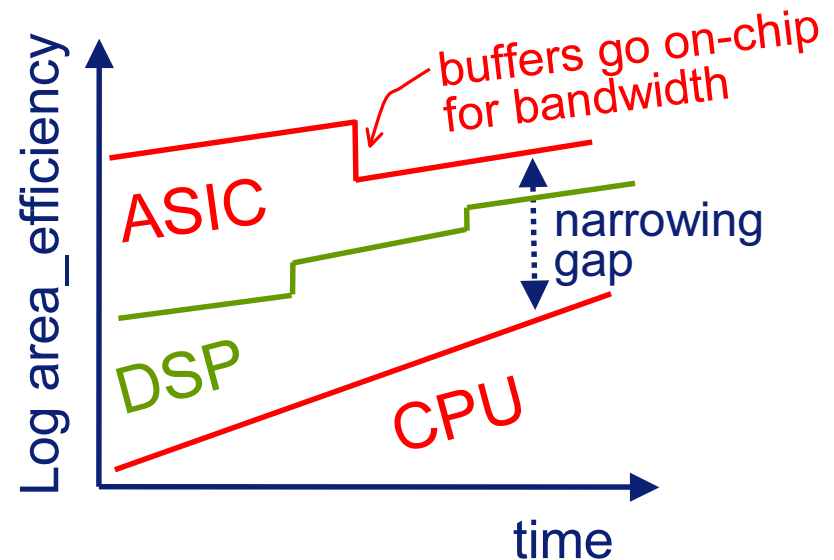 buffers go on-chip
for bandwidth
Log area_efficiency
ASIC
narrowing
gap
DSP
CPU
time